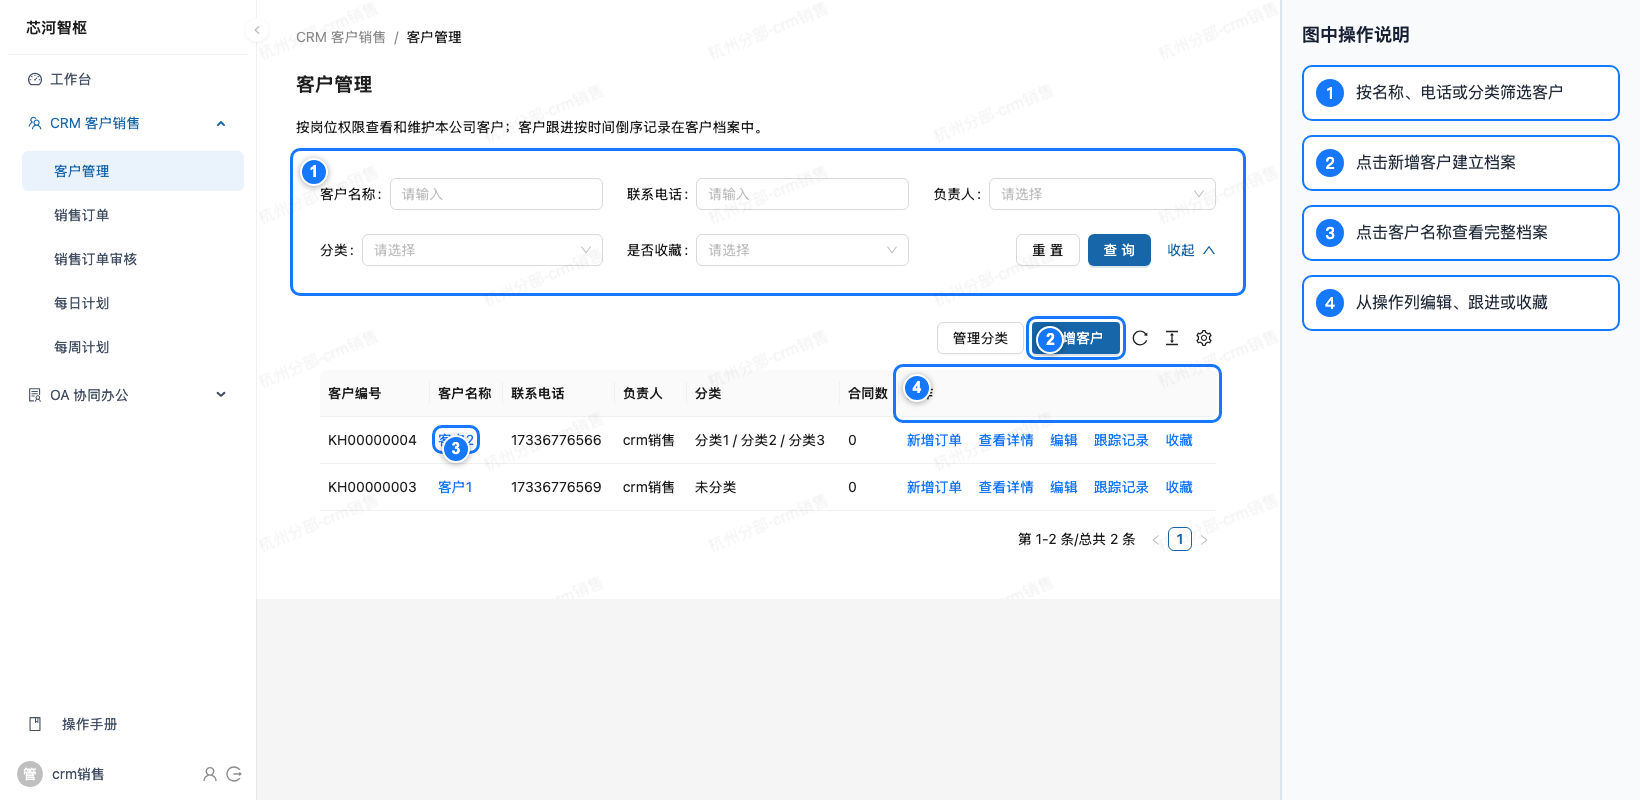 芯河智枢
工作台
CRM 客户销售
客户管理
销售订单
销售订单审核
每日计划
每周计划
OA 协同办公
操作手册
管 crm销售
CRM 客户销售 / 客户管理
客户管理
按岗位权限查看和维护本公司客户；客户跟进按时间倒序记录在客户档案中。
1
客户名称： 请输入 联系电话： 请输入 负责人： 请选择
分类： 请选择 是否收藏： 请选择 重 置 查 询 收起
管理分类 2 增客户
客户编号 客户名称 联系电话 负责人 分类 合同数 4
KH00000004 3 17336776566 crm销售 分类1 / 分类2 / 分类3 0 新增订单 查看详情 编辑 跟踪记录 收藏
KH00000003 客户1 17336776569 crm销售 未分类 0 新增订单 查看详情 编辑 跟踪记录 收藏
第 1-2 条/总共 2 条 1
图中操作说明
1 按名称、电话或分类筛选客户
2 点击新增客户建立档案
3 点击客户名称查看完整档案
4 从操作列编辑、跟进或收藏
杭州分部-crm销售